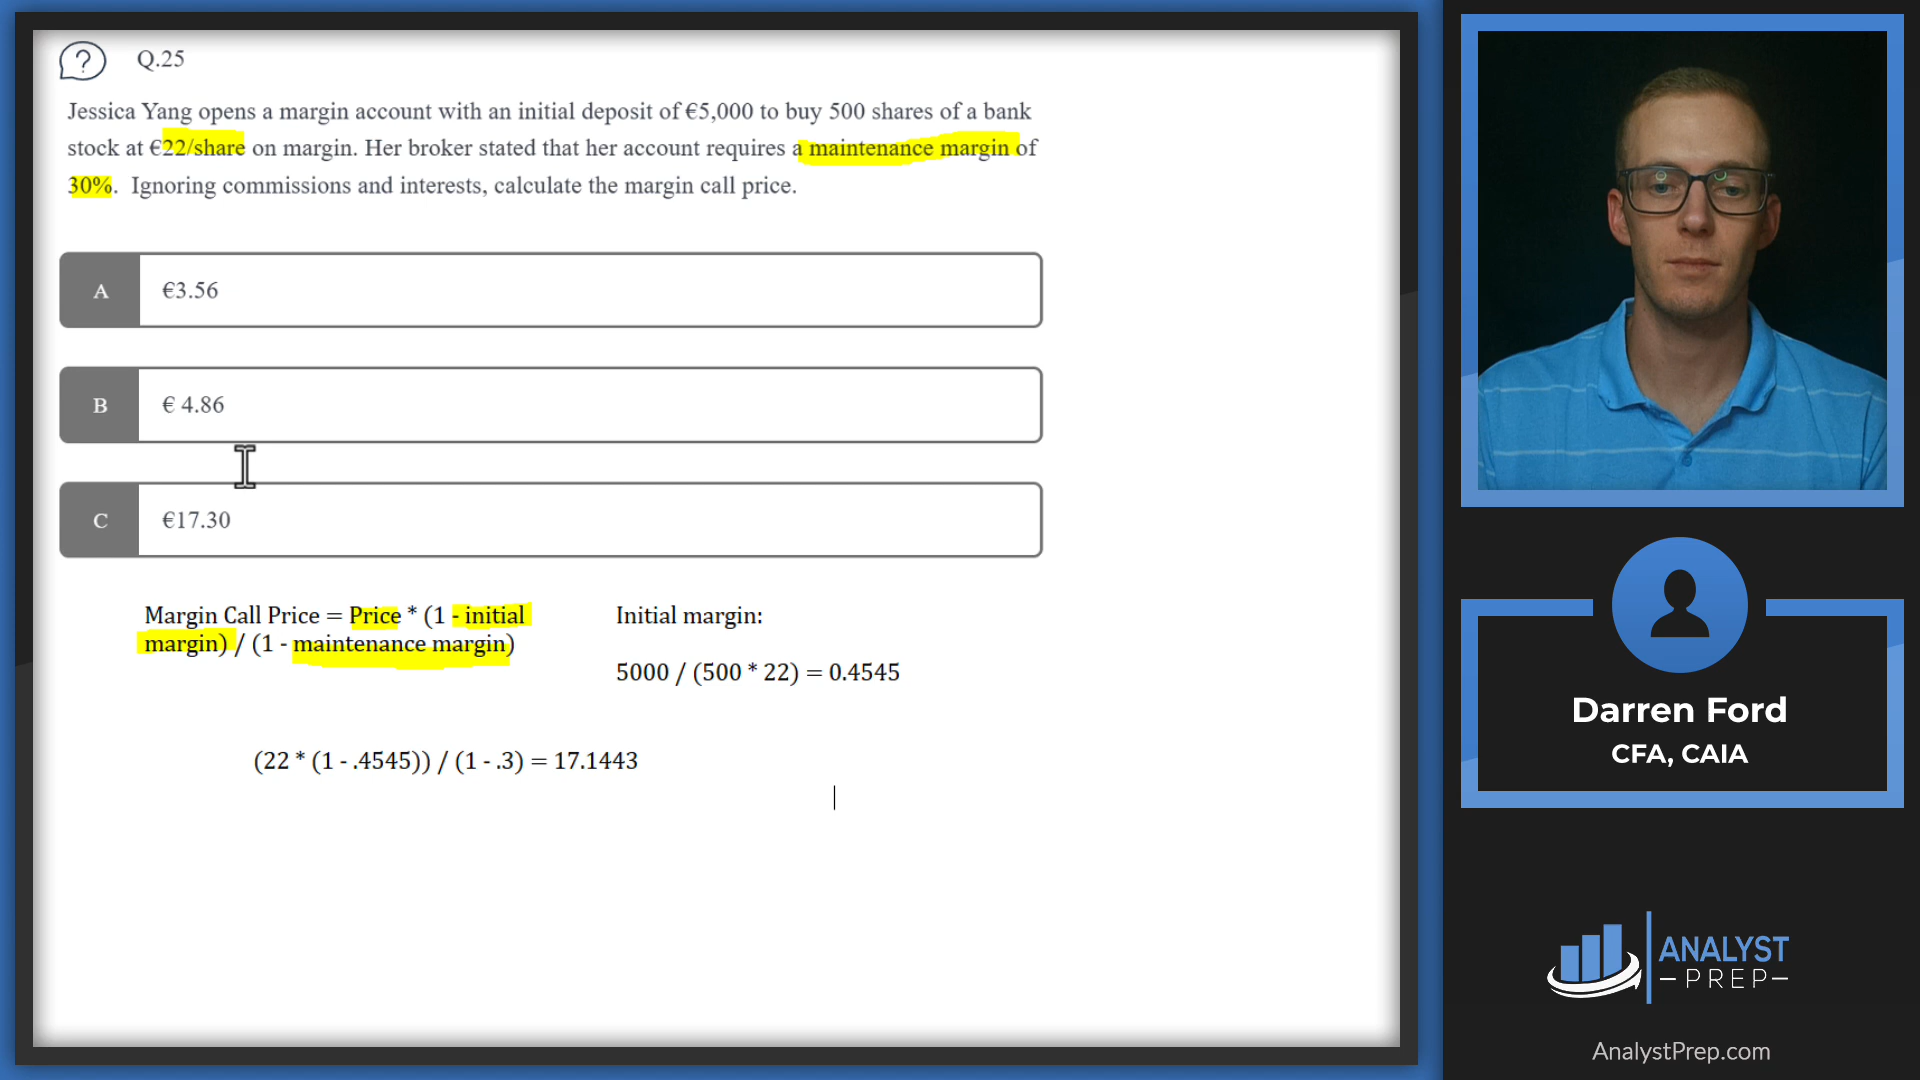 ?
Q.25
Jessica Yang opens a margin account with an initial deposit of €5,000 to buy 500 shares of a bank
stock at €22/share on margin. Her broker stated that her account requires a maintenance margin of
30%. Ignoring commissions and interests, calculate the margin call price.
A
€3.56
B
€ 4.86
C
€17.30
Margin Call Price = Price * (1 - initial
margin) / (1 - maintenance margin)
Initial margin:
5000 / (500 * 22) = 0.4545
(22 * (1 - .4545)) / (1 - .3) = 17.1443
Darren Ford
CFA, CAIA
ANALYST
PREP
AnalystPrep.com